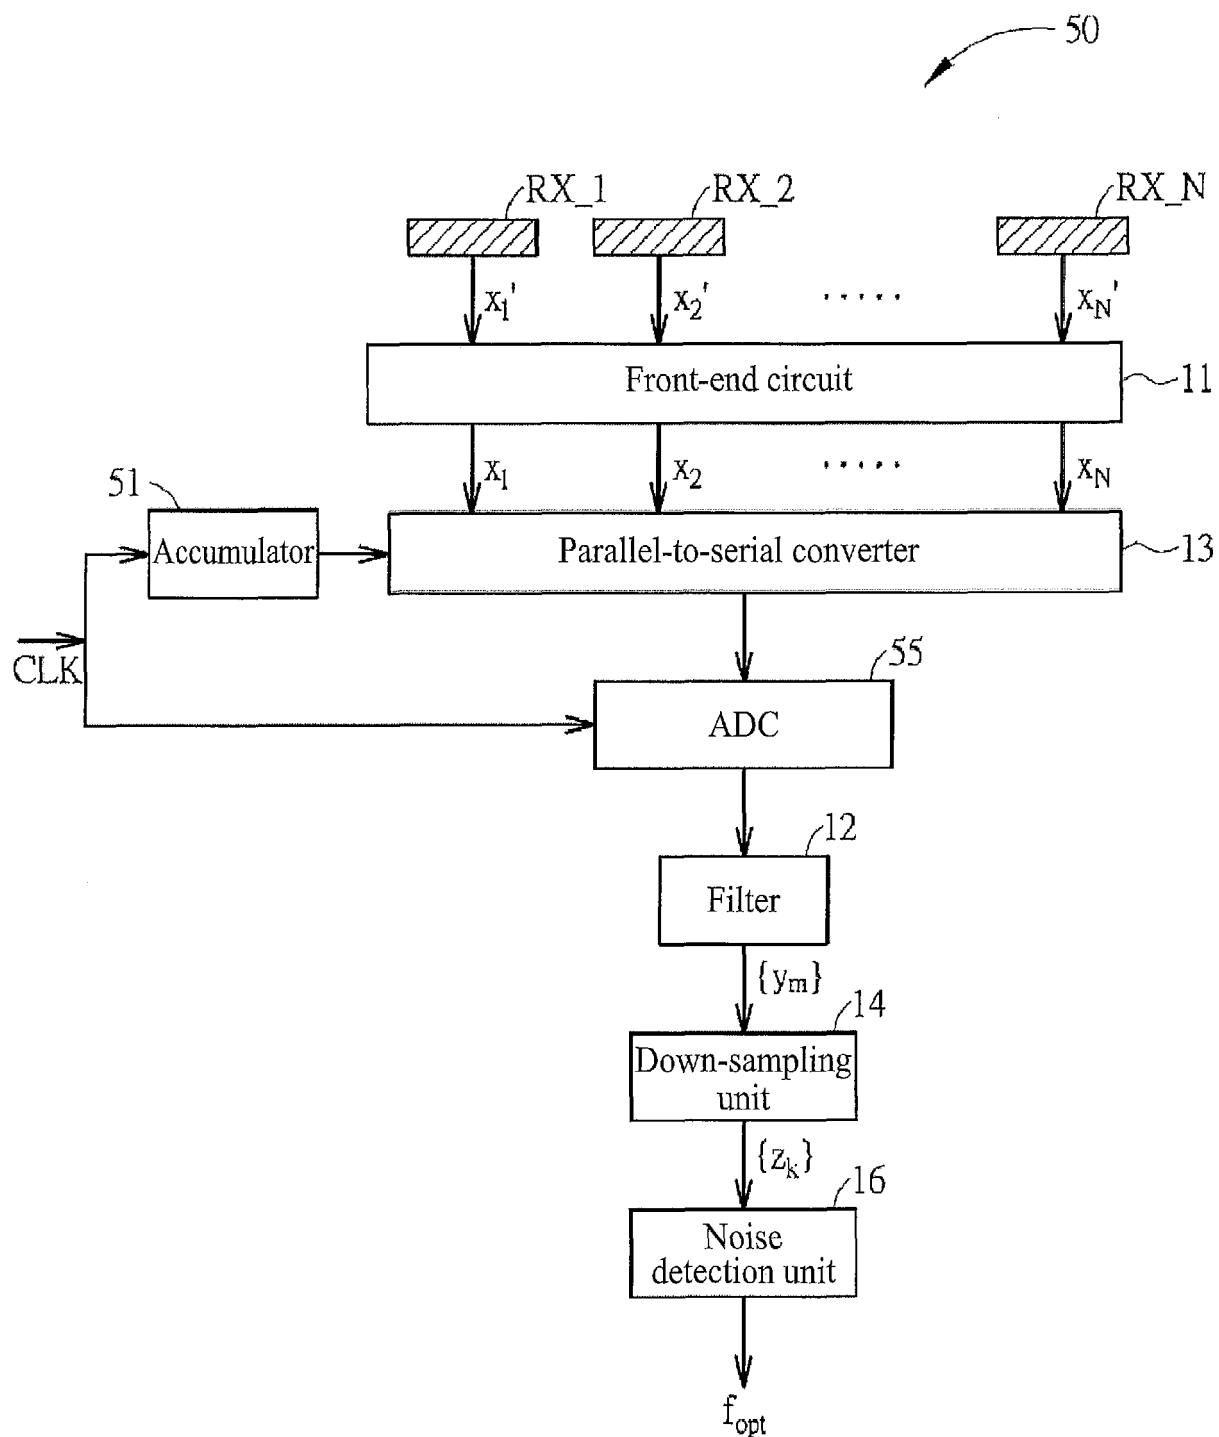 50
RX_1 RX_2 RX_N
x1' x2' ..... xN'
Front-end circuit 11
x1 x2 ..... xN
51
Accumulator Parallel-to-serial converter 13
CLK
55
ADC
12
Filter
{ym}
14
Down-sampling
unit
{zk}
16
Noise
detection unit
fopt